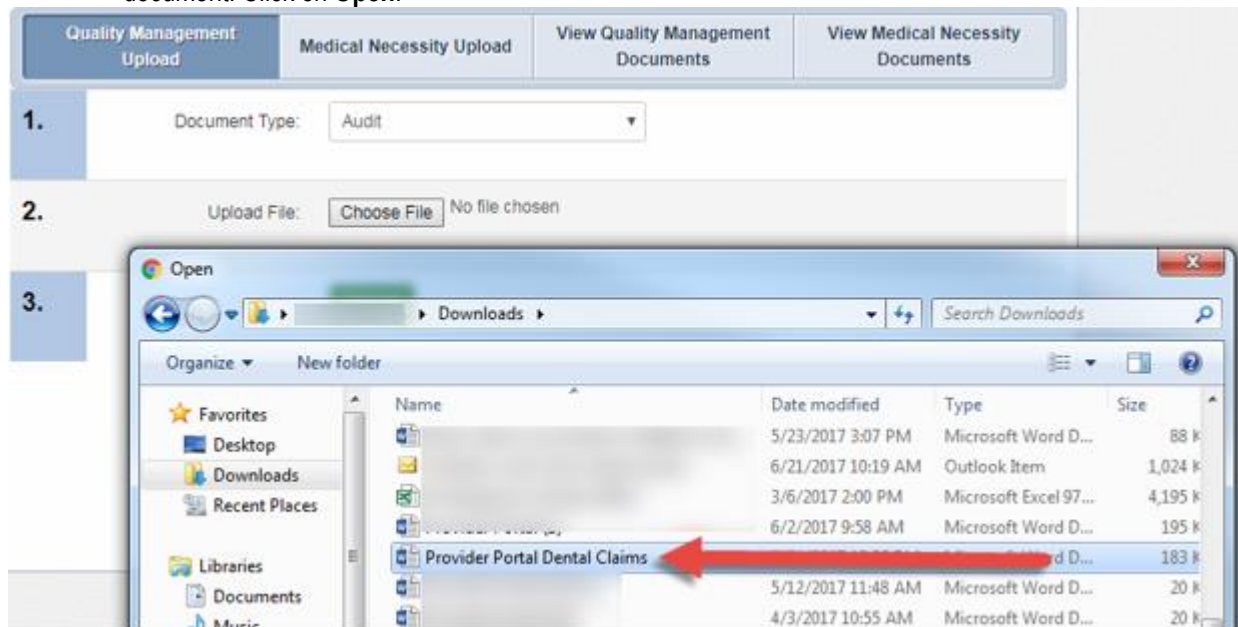 document. Click on Open.
Quality Management Upload
Medical Necessity Upload
View Quality Management Documents
View Medical Necessity Documents
1.
Document Type: Audit
2.
Upload File: Choose File No file chosen
3.
Open
Downloads
Search Downloads
Organize
New folder
Name Date modified Type Size
Favorites
Desktop
Downloads
Recent Places
Libraries
Documents
Music
5/23/2017 3:07 PM Microsoft Word D... 88 K
6/21/2017 10:19 AM Outlook Item 1,024 K
3/6/2017 2:00 PM Microsoft Excel 97... 4,195 K
6/2/2017 9:58 AM Microsoft Word D... 195 K
Provider Portal Dental Claims 183 K
5/12/2017 11:48 AM Microsoft Word D... 20 K
4/3/2017 10:55 AM Microsoft Word D... 20 K